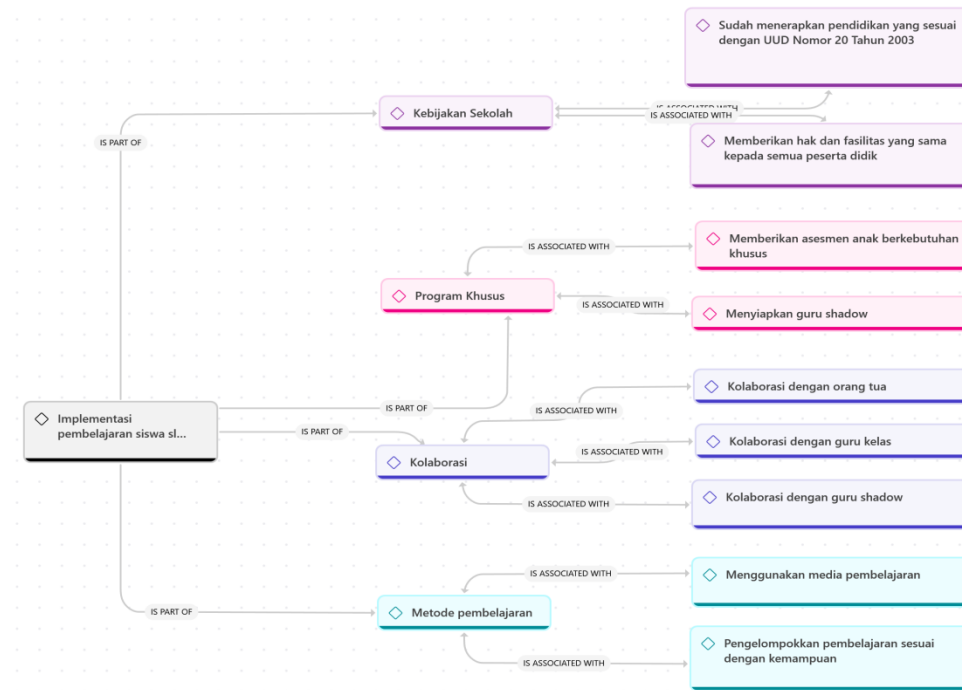 Sudah menerapkan pendidikan yang sesuai
dengan UUD Nomor 20 Tahun 2003
IS ASSOCIATED WITH
Kebijakan Sekolah
IS ASSOCIATED WITH
IS PART OF
Memberikan hak dan fasilitas yang sama
kepada semua peserta didik
Memberikan asesmen anak berkebutuhan
khusus
IS ASSOCIATED WITH
Program Khusus
IS ASSOCIATED WITH
Menyiapkan guru shadow
Kolaborasi dengan orang tua
IS PART OF
IS ASSOCIATED WITH
Implementasi
pembelajaran siswa sl...
IS PART OF
Kolaborasi dengan guru kelas
IS ASSOCIATED WITH
Kolaborasi
Kolaborasi dengan guru shadow
IS ASSOCIATED WITH
IS ASSOCIATED WITH
Menggunakan media pembelajaran
IS PART OF
Metode pembelajaran
Pengelompokkan pembelajaran sesuai
dengan kemampuan
IS ASSOCIATED WITH